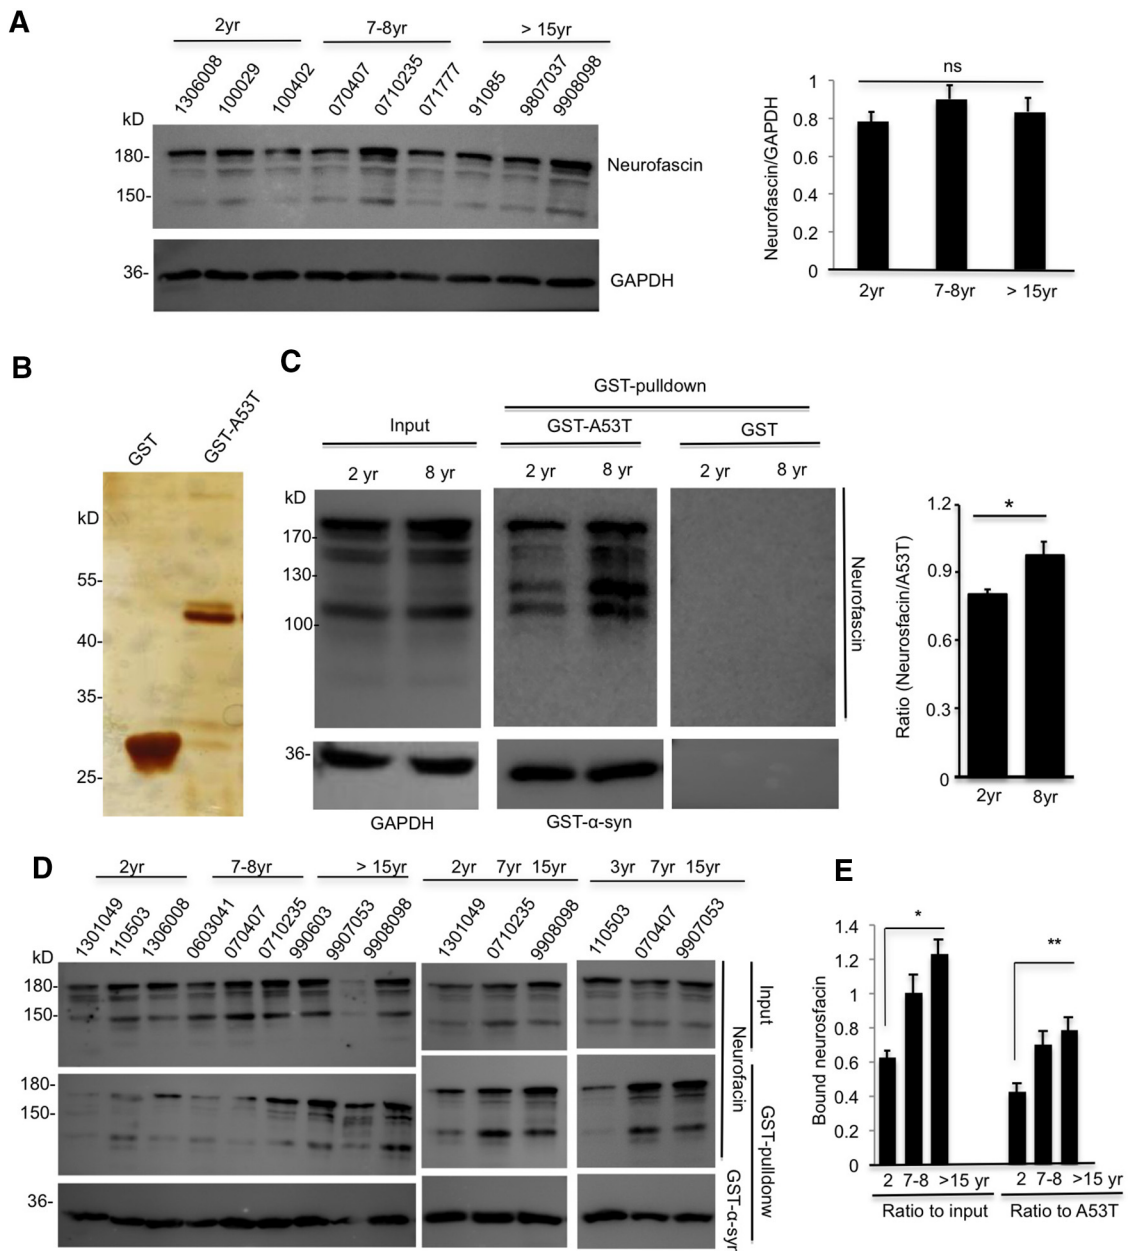 A
2yr
7-8yr
> 15yr
1306008
100029
100402
070407
0710235
071777
91085
9807037
9908098
kD
180-
150-
Neurofascin
36-
GAPDH
ns
Neurofascin/GAPDH
1
0.8
0.6
0.4
0.2
0
2yr 7-8yr > 15yr
B
GST
GST-A53T
kD
55-
40-
35-
25-
C
GST-pulldown
Input GST-A53T GST
2 yr 8 yr 2 yr 8 yr 2 yr 8 yr
kD
170-
130-
100-
Neurofascin
36-
GAPDH GST-α-syn
*
Ratio (Neurosfacin/A53T)
1.2
0.9
0.6
0.3
0
2yr 8yr
D
2yr 7-8yr > 15yr 2yr 7yr 15yr 3yr 7yr 15yr
1301049
110503
1306008
0603041
070407
0710235
990603
9907053
9908098
1301049
0710235
9908098
110503
070407
9907053
kD
180-
150-
Input
Neurofacin
180-
150-
GST-pulldonw
36-
GST-α-syr
E
*
**
Bound neurosfacin
1.4
1.2
1
0.8
0.6
0.4
0.2
0
2 7-8 >15 yr 2 7-8 >15 yr
Ratio to input Ratio to A53T